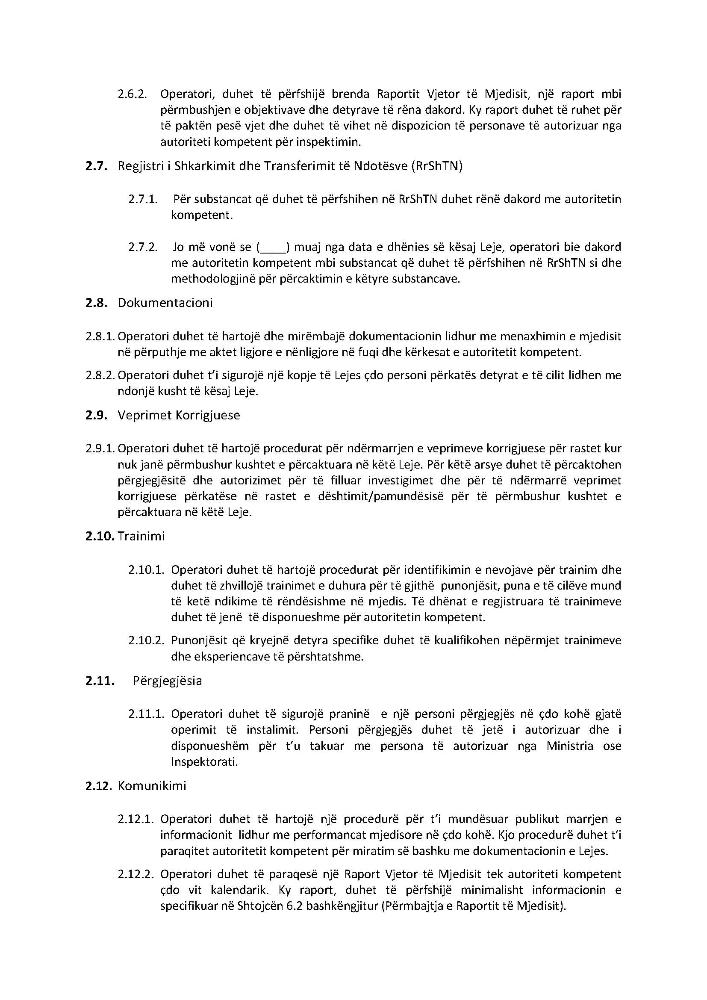 2.6.2. Operatori, duhet të përfshijë brenda Raportit Vjetor të Mjedisit, një raport mbi
përmbushjen e objektivave dhe detyrave të rëna dakord. Ky raport duhet të ruhet për
të paktën pesë vjet dhe duhet të vihet në dispozicion të personave të autorizuar nga
autoriteti kompetent për inspektimin.
2.7. Regjistri i Shkarkimit dhe Transferimit të Ndotësve (RrShTN)
2.7.1. Për substancat që duhet të përfshihen në RrShTN duhet rënë dakord me autoritetin
kompetent.
2.7.2. Jo më vonë se (____) muaj nga data e dhënies së kësaj Leje, operatori bie dakord
me autoritetin kompetent mbi substancat që duhet të përfshihen në RrShTN si dhe
methodologjinë për përcaktimin e këtyre substancave.
2.8. Dokumentacioni
2.8.1. Operatori duhet të hartojë dhe mirëmbajë dokumentacionin lidhur me menaxhimin e mjedisit
në përputhje me aktet ligjore e nënligjore në fuqi dhe kërkesat e autoritetit kompetent.
2.8.2. Operatori duhet t’i sigurojë një kopje të Lejes çdo personi përkatës detyrat e të cilit lidhen me
ndonjë kusht të kësaj Leje.
2.9. Veprimet Korrigjuese
2.9.1. Operatori duhet të hartojë procedurat për ndërmarrjen e veprimeve korrigjuese për rastet kur
nuk janë përmbushur kushtet e përcaktuara në këtë Leje. Për këtë arsye duhet të përcaktohen
përgjegjësitë dhe autorizimet për të filluar investigimet dhe për të ndërmarrë veprimet
korrigjuese përkatëse në rastet e dështimit/pamundësisë për të përmbushur kushtet e
përcaktuara në këtë Leje.
2.10. Trainimi
2.10.1. Operatori duhet të hartojë procedurat për identifikimin e nevojave për trainim dhe
duhet të zhvillojë trainimet e duhura për të gjithë punonjësit, puna e të cilëve mund
të ketë ndikime të rëndësishme në mjedis. Të dhënat e regjistruara të trainimeve
duhet të jenë të disponueshme për autoritetin kompetent.
2.10.2. Punonjësit që kryejnë detyra specifike duhet të kualifikohen nëpërmjet trainimeve
dhe eksperiencave të përshtatshme.
2.11. Përgjegjësia
2.11.1. Operatori duhet të sigurojë praninë e një personi përgjegjës në çdo kohë gjatë
operimit të instalimit. Personi përgjegjës duhet të jetë i autorizuar dhe i
disponueshëm për t’u takuar me persona të autorizuar nga Ministria ose
Inspektorati.
2.12. Komunikimi
2.12.1. Operatori duhet të hartojë një procedurë për t’i mundësuar publikut marrjen e
informacionit lidhur me performancat mjedisore në çdo kohë. Kjo procedurë duhet t’i
paraqitet autoritetit kompetent për miratim së bashku me dokumentacionin e Lejes.
2.12.2. Operatori duhet të paraqesë një Raport Vjetor të Mjedisit tek autoriteti kompetent
çdo vit kalendarik. Ky raport, duhet të përfshijë minimalisht informacionin e
specifikuar në Shtojcën 6.2 bashkëngjitur (Përmbajtja e Raportit të Mjedisit).